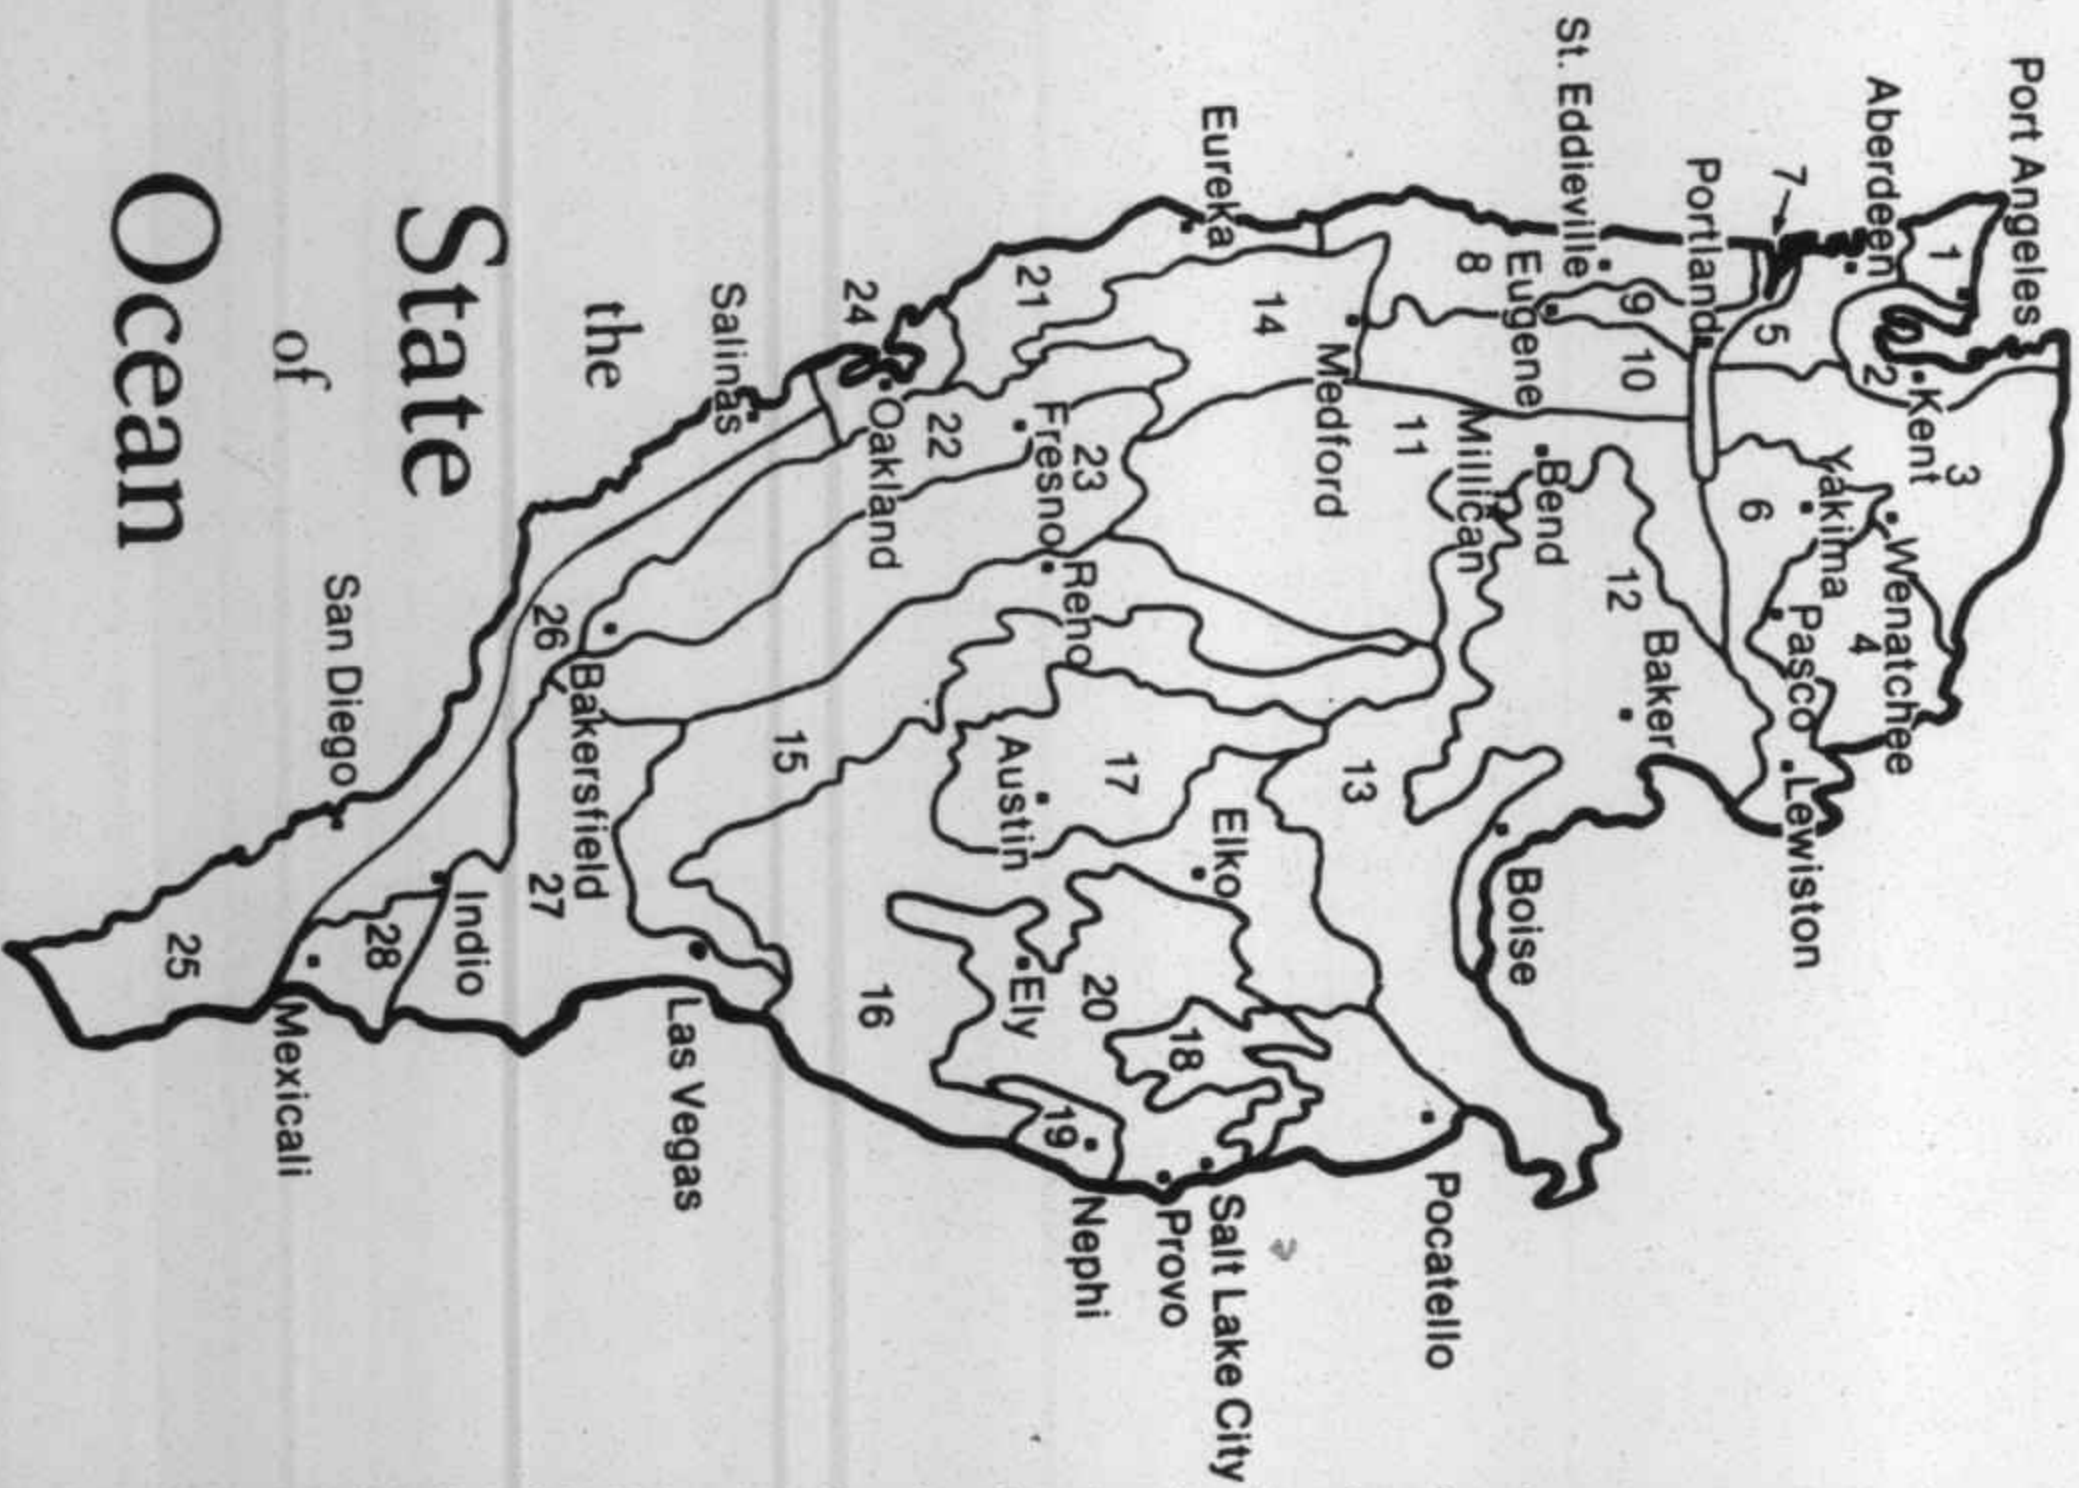 Port Angeles
1
Aberdeen
2
Kent
3
Wenatchee
4
Yakima
7
5
6
Pasco
Lewiston
Portland
9
10
12
Baker
St. Eddieville
Eugene
8
Bend
Millican
11
Boise
Medford
13
Pocatello
Eureka
14
Elko
Salt Lake City
17
18
Provo
21
23
Reno
20
Nephi
Fresno
Austin
Ely
19
22
Oakland
24
16
15
Salinas
Las Vegas
26
Bakersfield
27
Indio
28
San Diego
Mexicali
25
State
of
the
Ocean